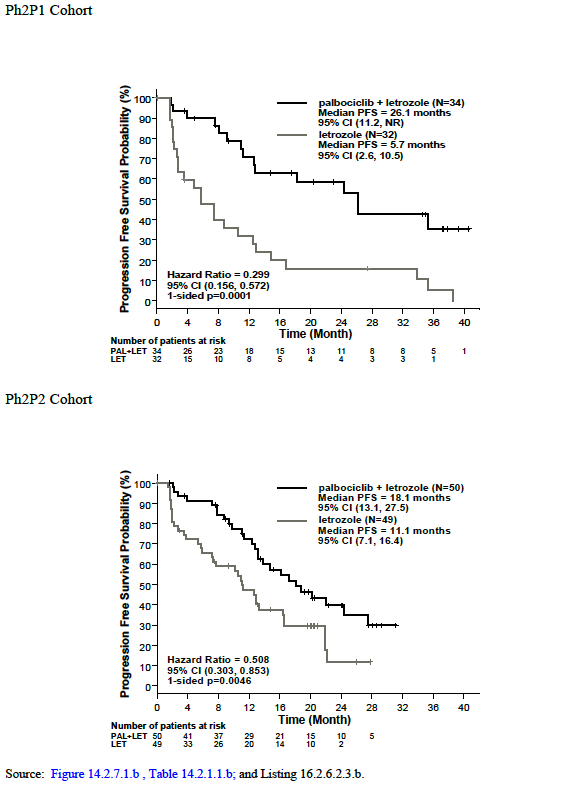 Ph2P1 Cohort
Progression Free Survival Probability (%)
100
90
80
70
60
50
40
30
20
10
0
palbociclib + letrozole (N=34)
Median PFS = 26.1 months
95% CI (11.2, NR)
letrozole (N=32)
Median PFS = 5.7 months
95% CI (2.6, 10.5)
Hazard Ratio = 0.299
95% CI (0.156, 0.572)
1-sided p=0.0001
0 4 8 12 16 20 24 28 32 36 40
Time (Month)
Number of patients at risk
PAL+LET 34 26 23 18 15 13 11 8 8 5 1
LET 32 15 10 8 5 4 4 3 3 1
Ph2P2 Cohort
Progression Free Survival Probability (%)
100
90
80
70
60
50
40
30
20
10
0
palbociclib + letrozole (N=50)
Median PFS = 18.1 months
95% CI (13.1, 27.5)
letrozole (N=49)
Median PFS = 11.1 months
95% CI (7.1, 16.4)
Hazard Ratio = 0.508
95% CI (0.303, 0.853)
1-sided p=0.0046
0 4 8 12 16 20 24 28 32 36 40
Time (Month)
Number of patients at risk
PAL+LET 50 41 37 29 21 15 10 5
LET 49 33 26 20 14 10 2
Source: Figure 14.2.7.1.b , Table 14.2.1.1.b; and Listing 16.2.6.2.3.b.